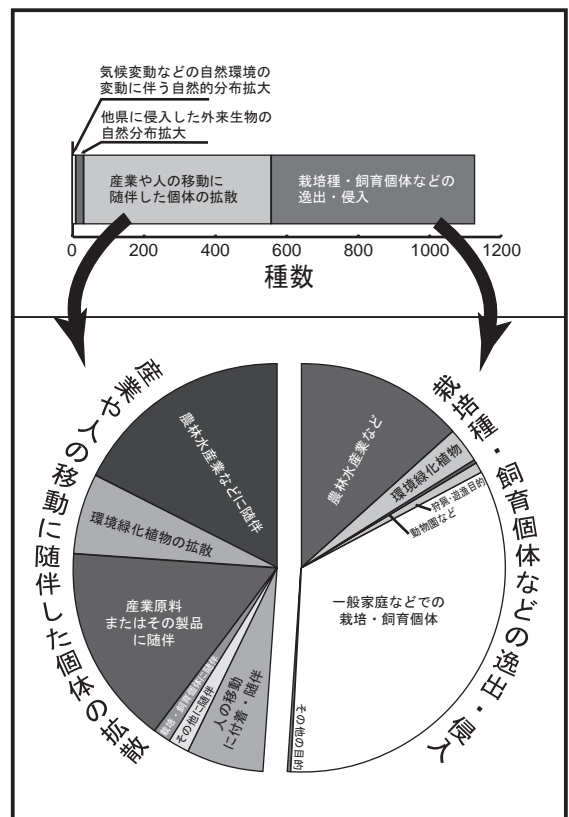 気候変動などの自然環境の
変動に伴う自然的分布拡大
他県に侵入した外来生物の
自然分布拡大
産業や人の移動に
随伴した個体の拡散
栽培種・飼育個体などの
逸出・侵入
0 200 400 600 800 1000 1200
種数
産業や人の移動に随伴した個体の拡散
農林水産業などに随伴
環境緑化植物の拡散
産業原料
またはその製品
に随伴
栽培・飼育個体に随伴
その他に随伴
人の移動
に付着・随伴
栽培種・飼育個体などの逸出・侵入
農林水産業など
環境緑化植物
狩猟・遊漁目的
動物園など
一般家庭などでの
栽培・飼育個体
その他の目的